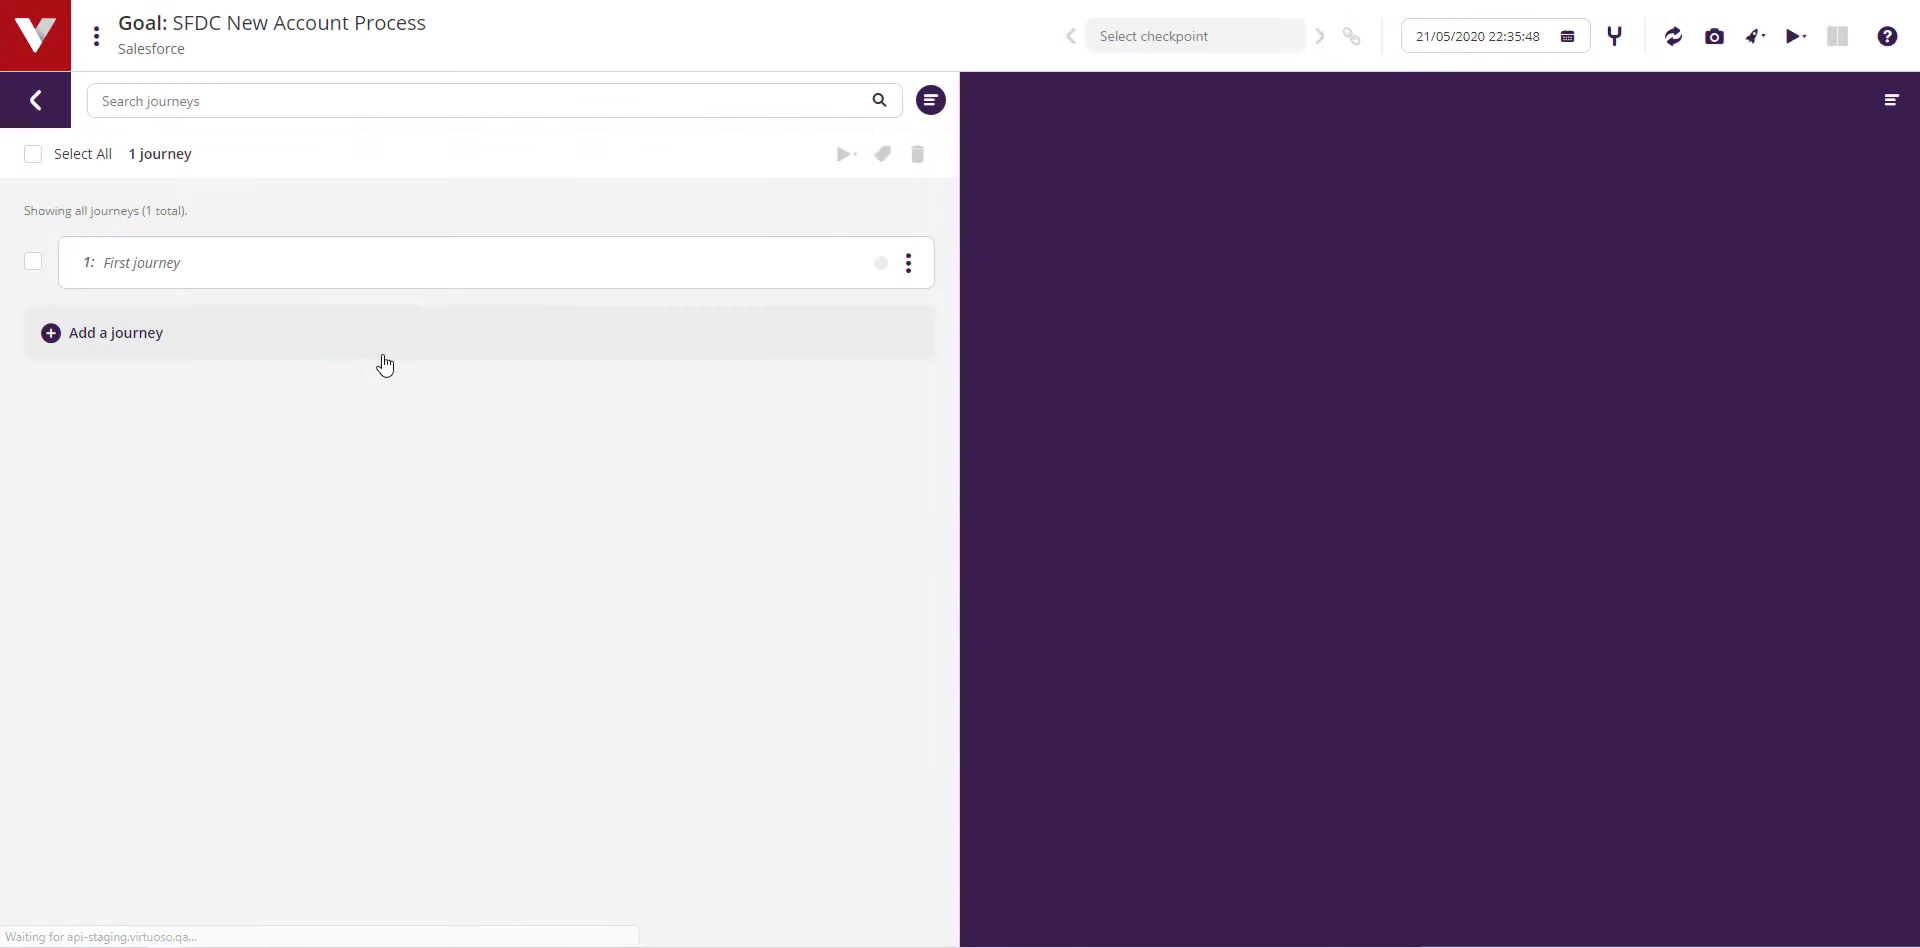 Goal: SFDC New Account Process
Salesforce
Select checkpoint
21/05/2020 22:35:48
?
Search journeys
Select All 1 journey
Showing all journeys (1 total).
1: First journey
Add a journey
Waiting for api-staging.virtuoso.qa...